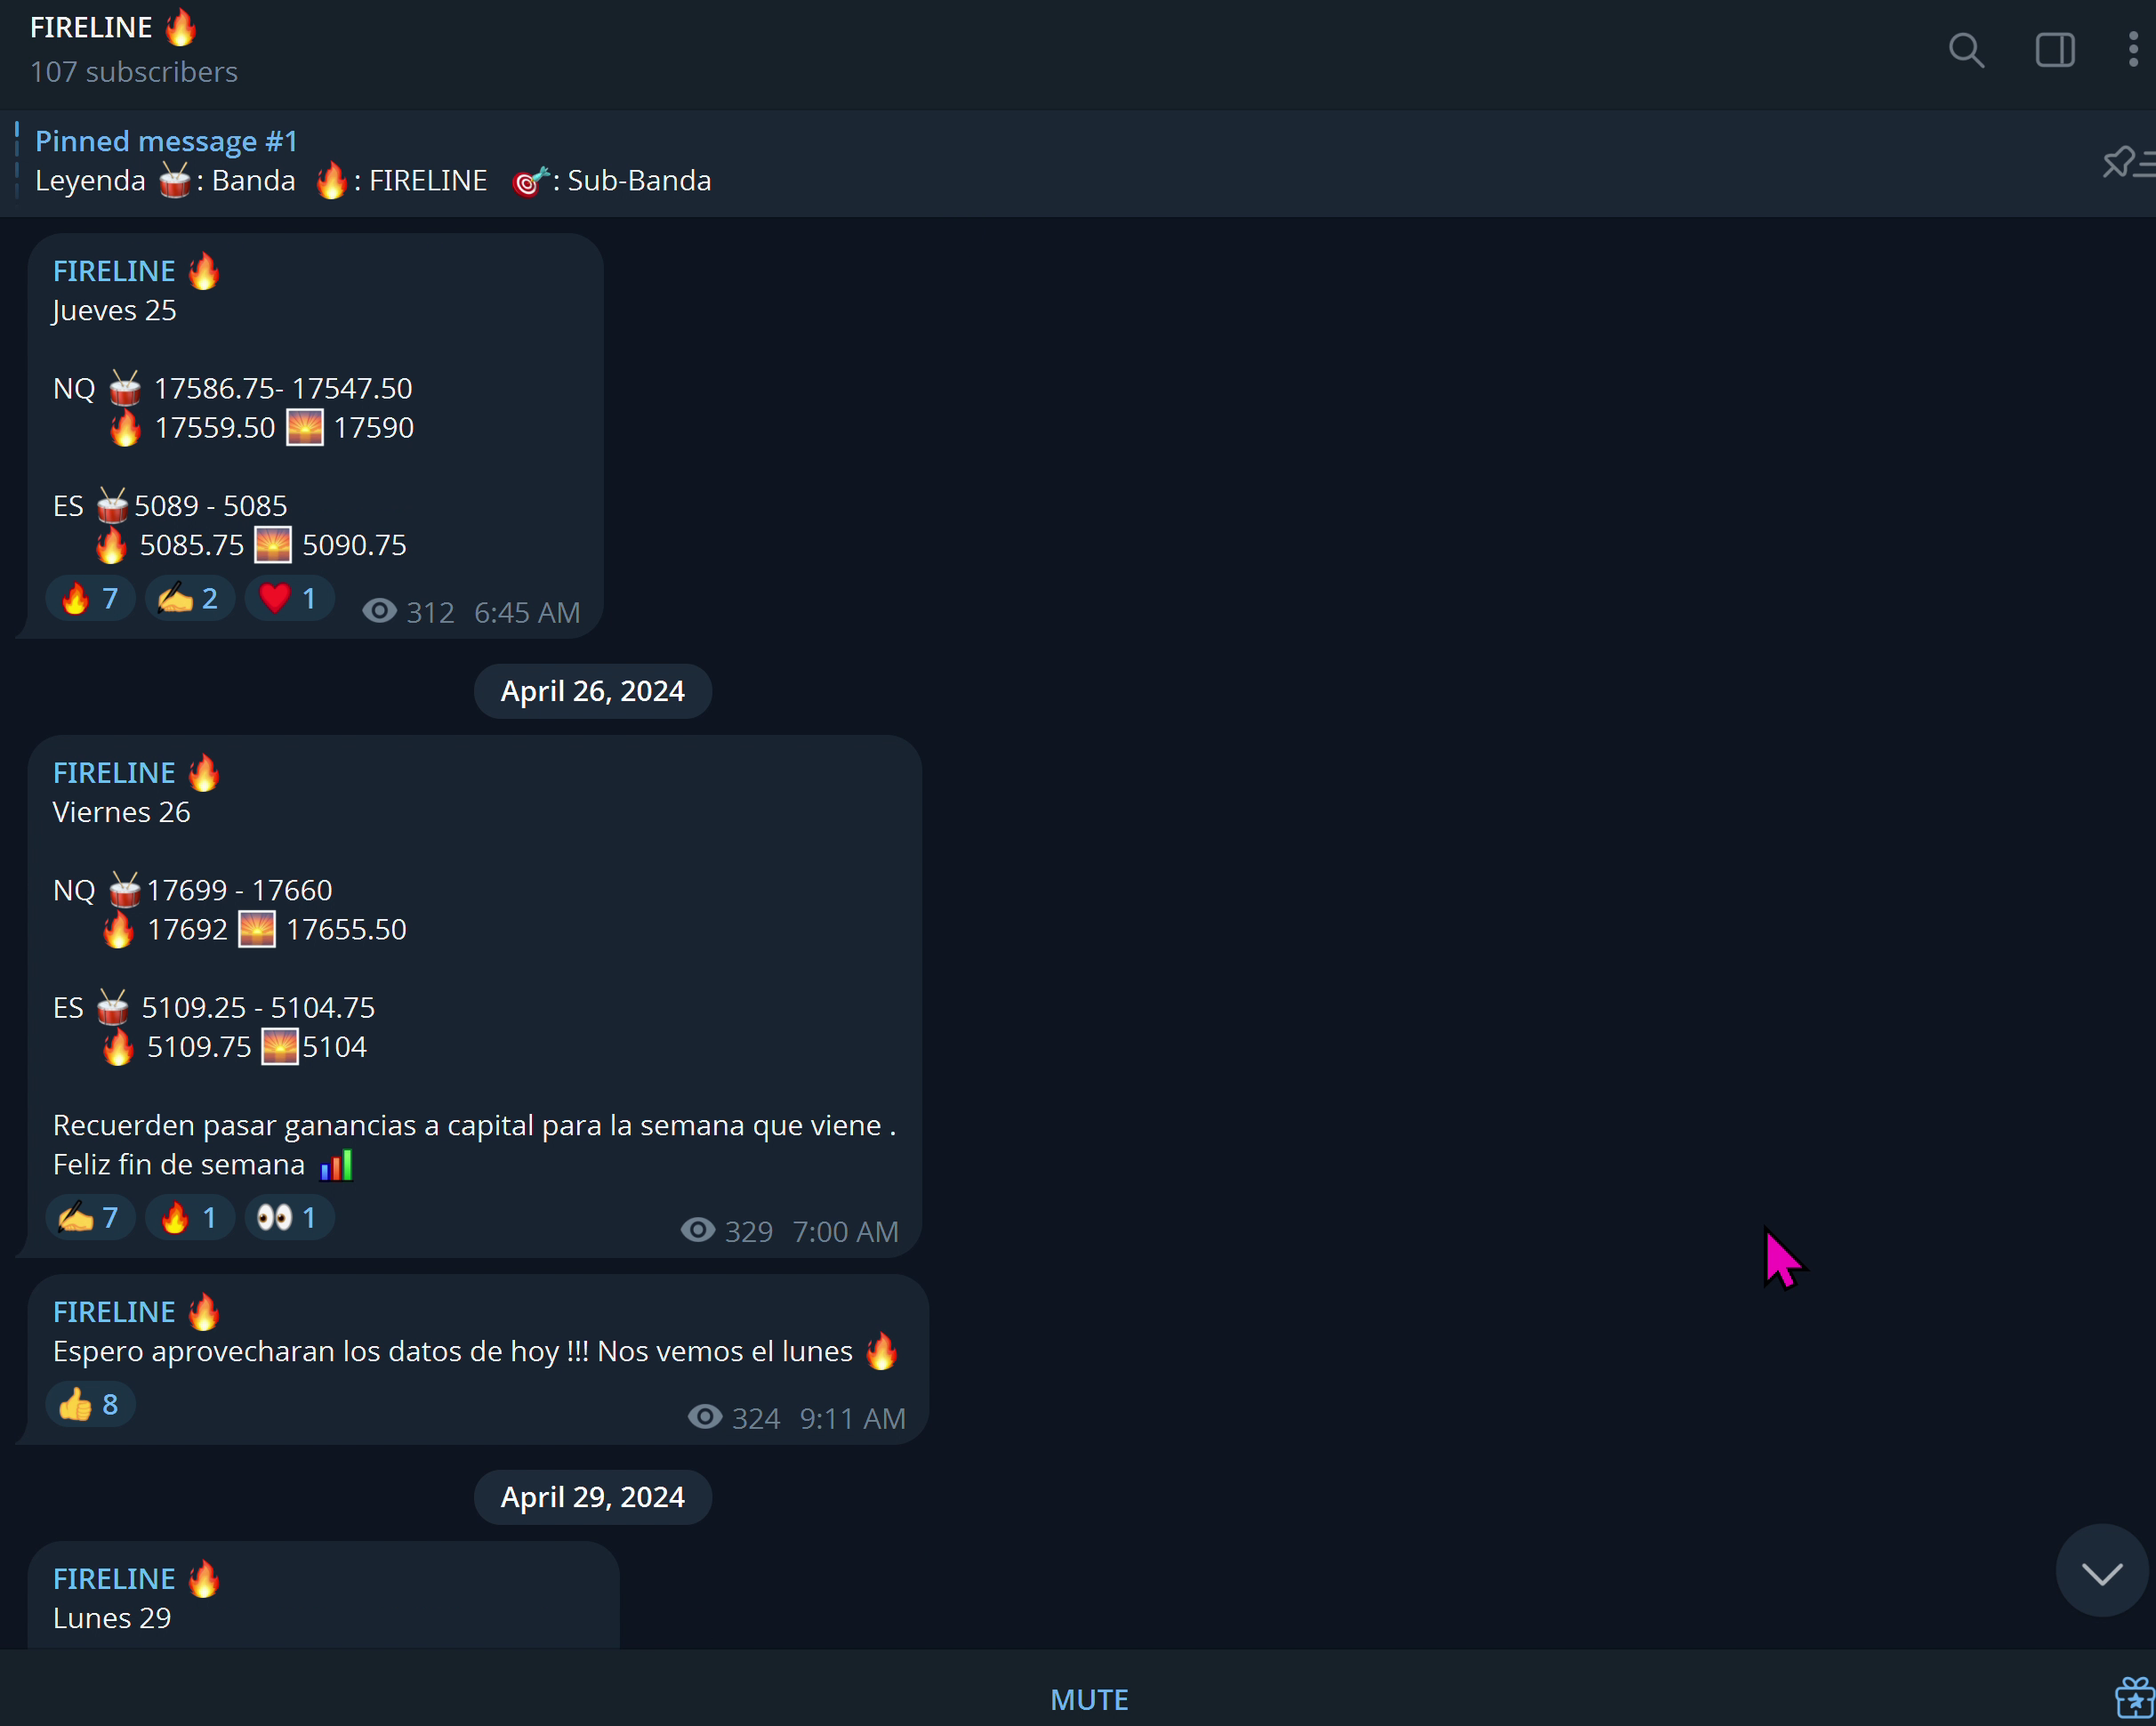 FIRELINE 🔥
107 subscribers
Pinned message #1
Leyenda 🥁: Banda 🔥: FIRELINE 🎯: Sub-Banda
FIRELINE 🔥
Jueves 25
NQ 🥁 17586.75- 17547.50
🔥 17559.50 🌅 17590
ES 🥁5089 - 5085
🔥 5085.75 🌅 5090.75
🔥 7 ✍ 2 ❤ 1 312 6:45 AM
April 26, 2024
FIRELINE 🔥
Viernes 26
NQ 🥁17699 - 17660
🔥 17692 🌅 17655.50
ES 🥁 5109.25 - 5104.75
🔥 5109.75 🌅5104
Recuerden pasar ganancias a capital para la semana que viene .
Feliz fin de semana 📊
✍ 7 🔥 1 👀 1 329 7:00 AM
FIRELINE 🔥
Espero aprovecharan los datos de hoy !!! Nos vemos el lunes 🔥
👍 8 324 9:11 AM
April 29, 2024
FIRELINE 🔥
Lunes 29
MUTE